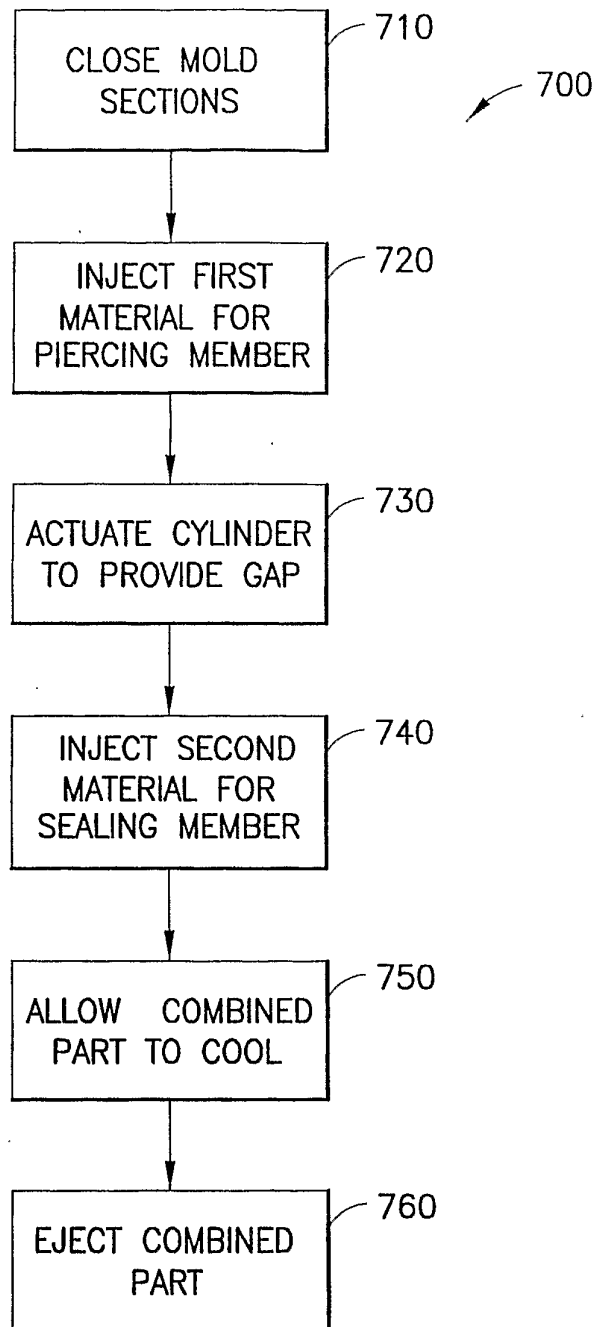 710
CLOSE MOLD
SECTIONS
700
720
INJECT FIRST
MATERIAL FOR
PIERCING MEMBER
730
ACTUATE CYLINDER
TO PROVIDE GAP
740
INJECT SECOND
MATERIAL FOR
SEALING MEMBER
750
ALLOW COMBINED
PART TO COOL
760
EJECT COMBINED
PART